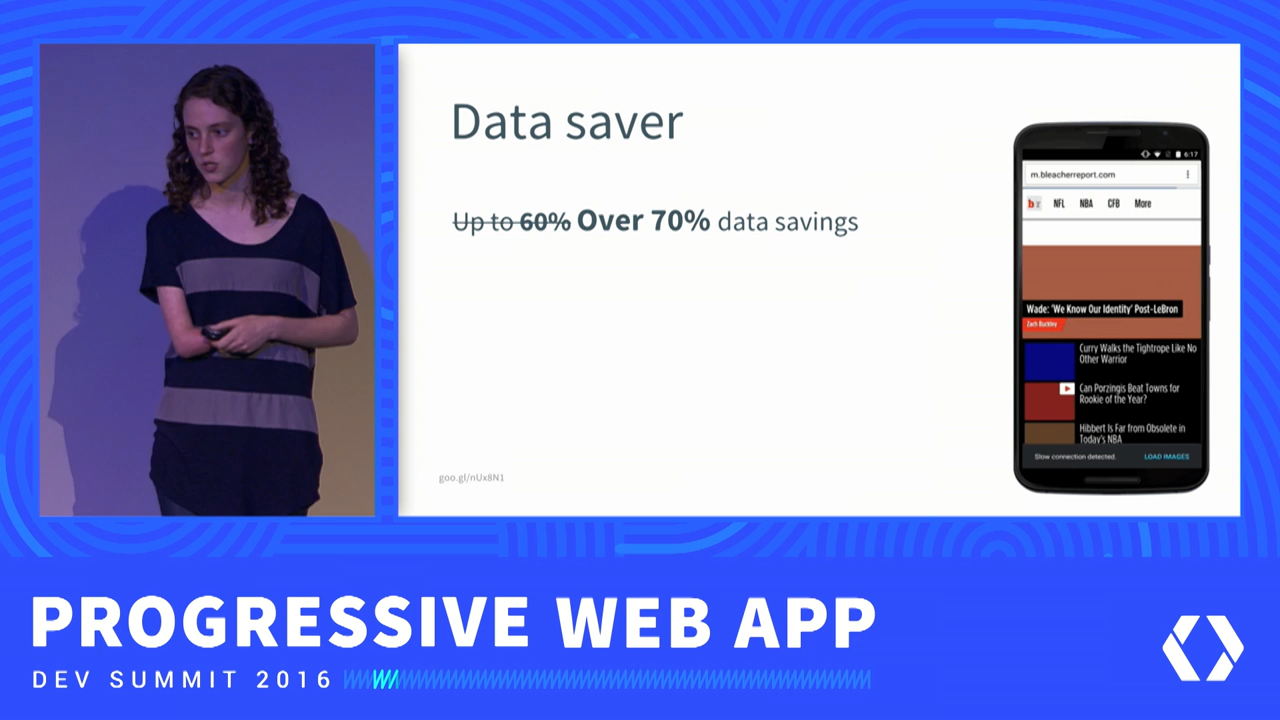 Data saver
Up to 60% Over 70% data savings
goo.gl/nUx8N1
6:17
m.bleacherreport.com
br NFL NBA CFB More
Wade: 'We Know Our Identity' Post-LeBron
Zach Buckley
Curry Walks the Tightrope Like No
Other Warrior
Can Porzingis Beat Towns for
Rookie of the Year?
Hibbert Is Far from Obsolete in
Today's NBA
Slow connection detected. LOAD IMAGES
PROGRESSIVE WEB APP
DEV SUMMIT 2016